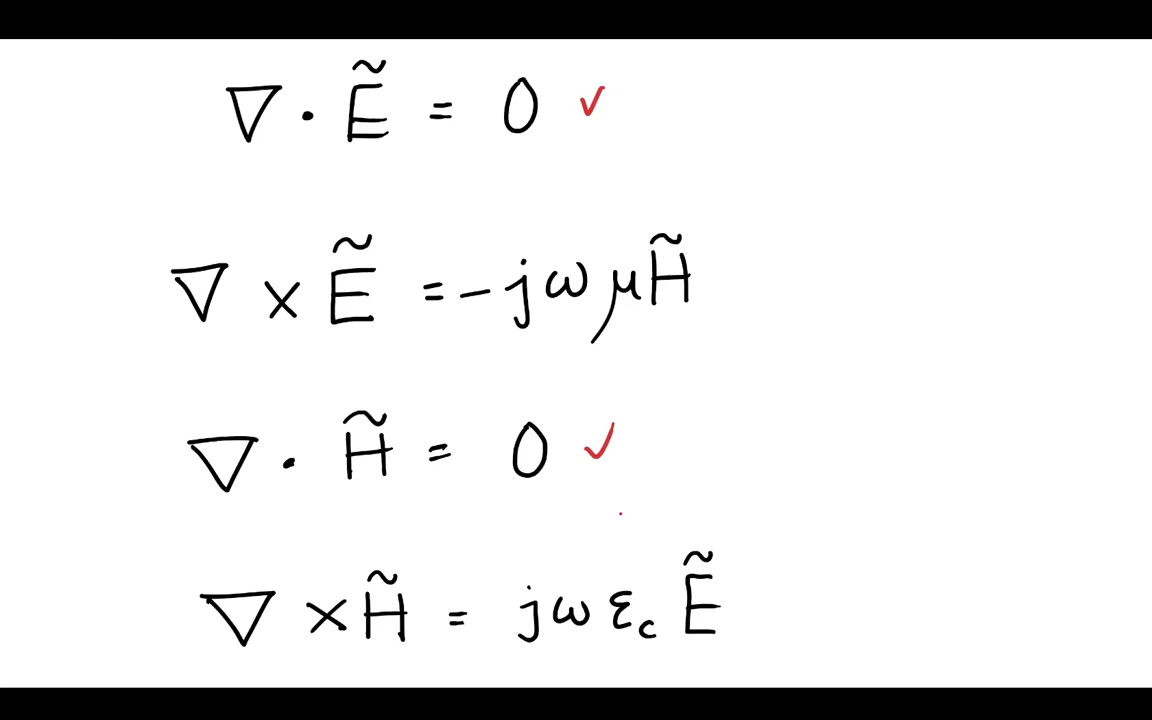 ∇ · Ẽ = 0 ✓
∇ × Ẽ = −jωμH̃
∇ · H̃ = 0 ✓
∇ × H̃ = jωε_c Ẽ